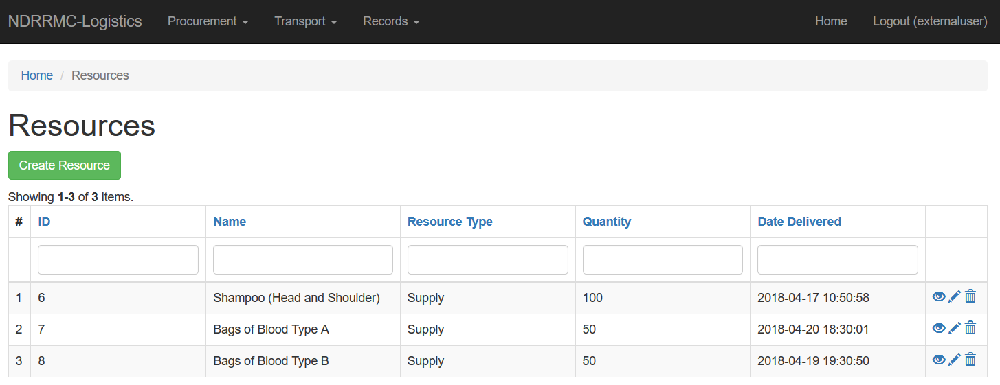 NDRRMC-Logistics Procurement Transport Records Home Logout (externaluser)
Home / Resources
Resources
Create Resource
Showing 1-3 of 3 items.
# ID Name Resource Type Quantity Date Delivered
1 6 Shampoo (Head and Shoulder) Supply 100 2018-04-17 10:50:58
2 7 Bags of Blood Type A Supply 50 2018-04-20 18:30:01
3 8 Bags of Blood Type B Supply 50 2018-04-19 19:30:50